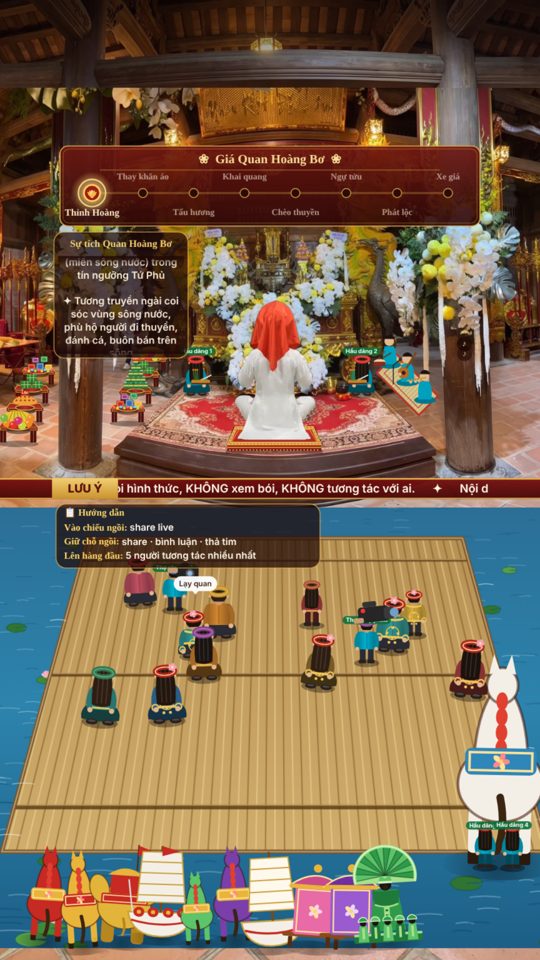 ❀ Giá Quan Hoàng Bơ ❀
Thay khăn áo
Khai quang
Ngự tửu
Xe giá
Thỉnh Hoàng
Tấu hương
Chèo thuyền
Phát lộc
Sự tích Quan Hoàng Bơ
(miền sông nước) trong
tín ngưỡng Tứ Phủ
✦ Tương truyền ngài coi
sóc vùng sông nước,
phù hộ người đi thuyền,
đánh cá, buôn bán trên
sông
dâng 1
Hầu dâng 2
LƯU Ý
hình thức, KHÔNG xem bói, KHÔNG tương tác với ai. ✦ Nội d
📋 Hướng dẫn
Vào chiếu ngồi: share live
Giữ chỗ ngồi: share · bình luận · thả tim
Lên hàng đầu: 5 người tương tác nhiều nhất
Lạy quan
Hầu dâng 4